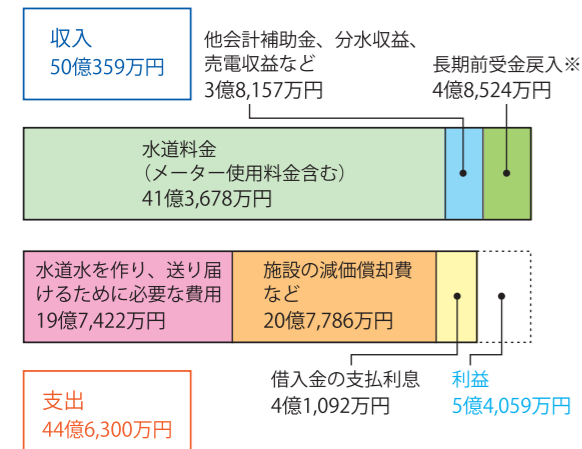 収入
50億359万円
他会計補助金、分水収益、
売電収益など
3億8,157万円
長期前受金戻入※
4億8,524万円
水道料金
（メーター使用料金含む）
41億3,678万円
水道水を作り、送り届
けるために必要な費用
19億7,422万円
施設の減価償却費
など
20億7,786万円
借入金の支払利息
4億1,092万円
利益
5億4,059万円
支出
44億6,300万円